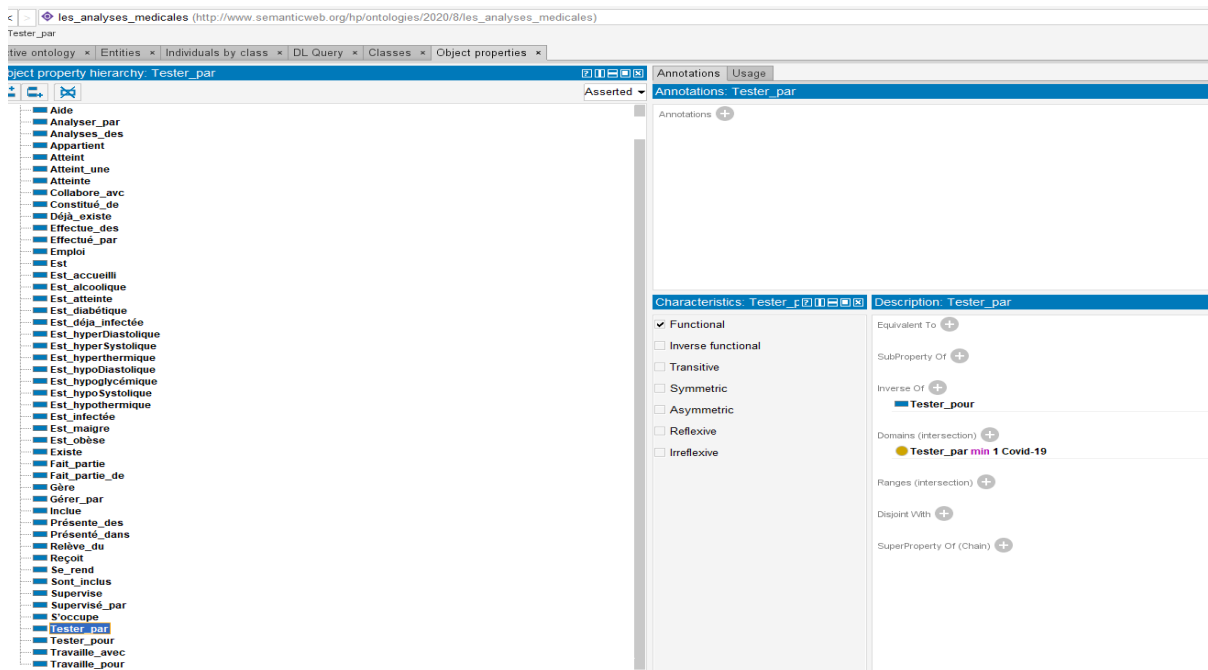 les_analyses_medicales (http://www.semanticweb.org/hp/ontologies/2020/8/les_analyses_medicales)
Tester_par
tive ontology × Entities × Individuals by class × DL Query × Classes × Object properties ×
bject property hierarchy: Tester_par
Asserted
Aide
Analyser_par
Analyses_des
Appartient
Atteint
Atteint_une
Atteinte
Collabore_avc
Constitué_de
Déjà_existe
Effectue_des
Effectué_par
Emploi
Est
Est_accueilli
Est_alcoolique
Est_atteinte
Est_diabétique
Est_déja_infectée
Est_hyperDiastolique
Est_hyperSystolique
Est_hyperthermique
Est_hypoDiastolique
Est_hypoglycémique
Est_hypoSystolique
Est_hypothermique
Est_infectée
Est_maigre
Est_obèse
Existe
Fait_partie
Fait_partie_de
Gère
Gérer_par
Inclue
Présente_des
Présenté_dans
Relève_du
Reçoit
Se_rend
Sont_inclus
Supervise
Supervisé_par
S'occupe
Tester_par
Tester_pour
Travaille_avec
Travaille_pour
Annotations Usage
Annotations: Tester_par
Annotations
Characteristics: Tester_p
Functional
Inverse functional
Transitive
Symmetric
Asymmetric
Reflexive
Irreflexive
Description: Tester_par
Equivalent To
SubProperty Of
Inverse Of
Tester_pour
Domains (intersection)
Tester_par min 1 Covid-19
Ranges (intersection)
Disjoint With
SuperProperty Of (Chain)